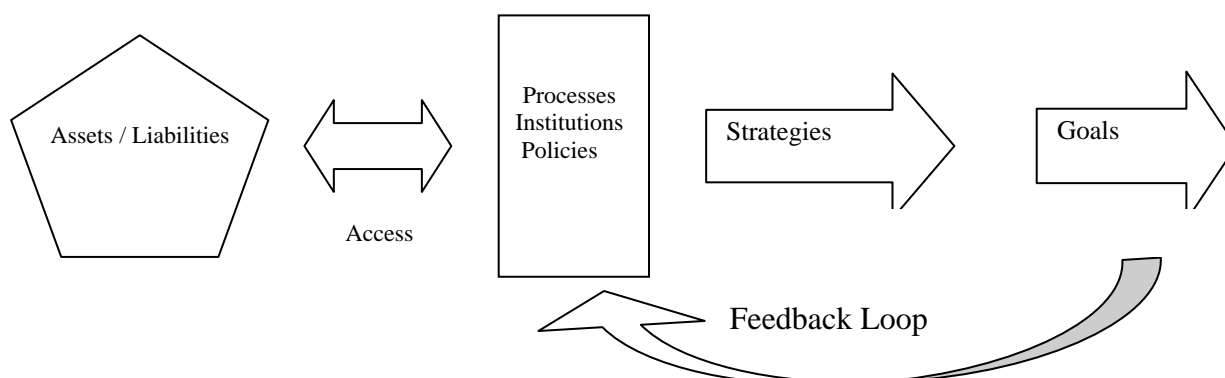 Assets / Liabilities
Access
Processes
Institutions
Policies
Strategies
Goals
Feedback Loop